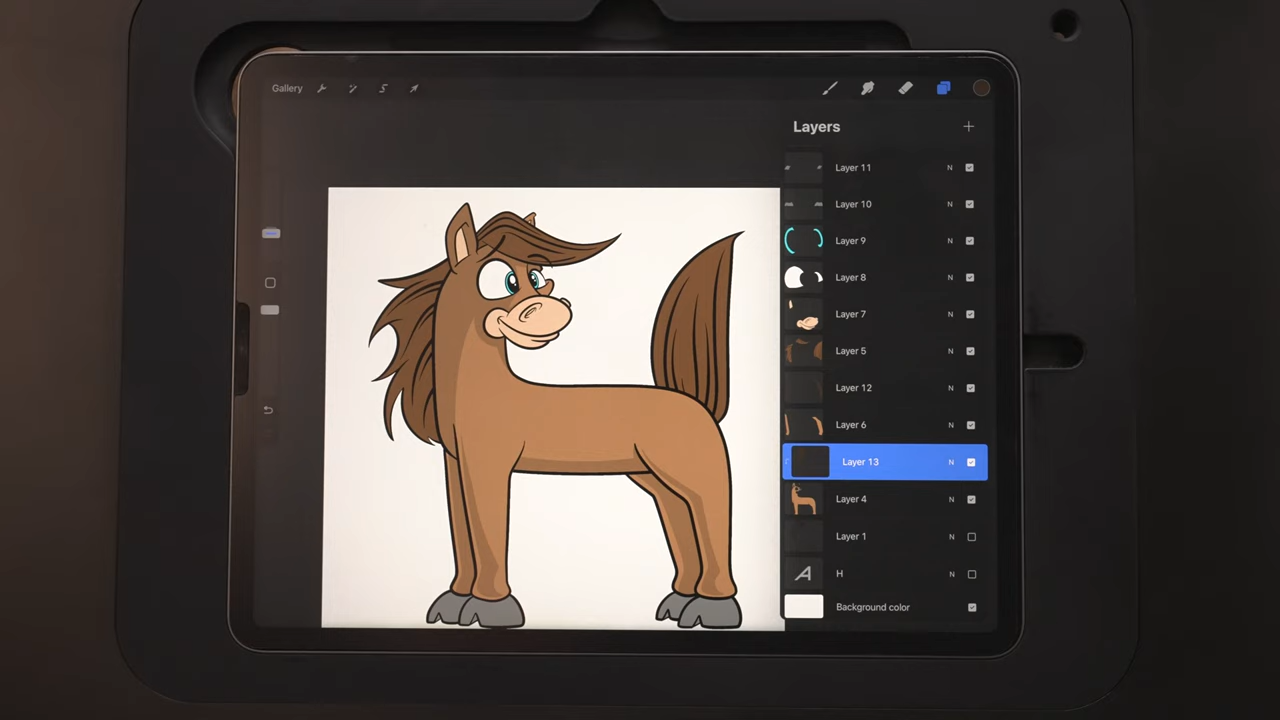 Gallery
Layers
Layer 11 N
Layer 10 N
Layer 9 N
Layer 8 N
Layer 7 N
Layer 5 N
Layer 12 N
Layer 6 N
Layer 13 N
Layer 4 N
Layer 1 N
A H N
Background color